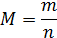 M = m/n